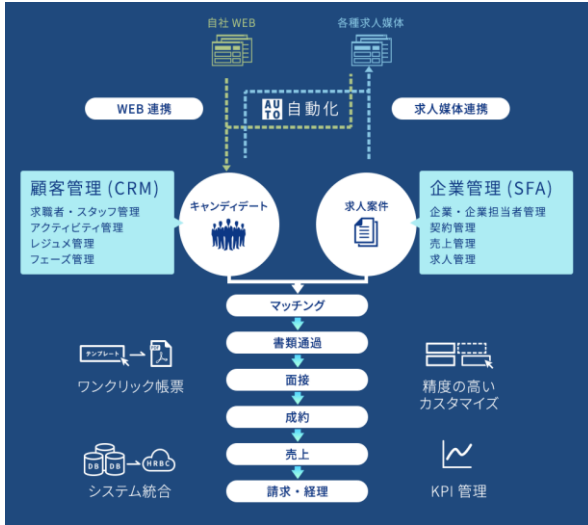 自社 WEB
各種求人媒体
WEB 連携
AUTO 自動化
求人媒体連携
顧客管理 (CRM)
求職者・スタッフ管理
アクティビティ管理
レジュメ管理
フェーズ管理
キャンディデート
求人案件
企業管理 (SFA)
企業・企業担当者管理
契約管理
売上管理
求人管理
マッチング
書類通過
面接
成約
売上
請求・経理
テンプレート
PDF
ワンクリック帳票
DB DB HRBC
システム統合
精度の高い
カスタマイズ
KPI 管理